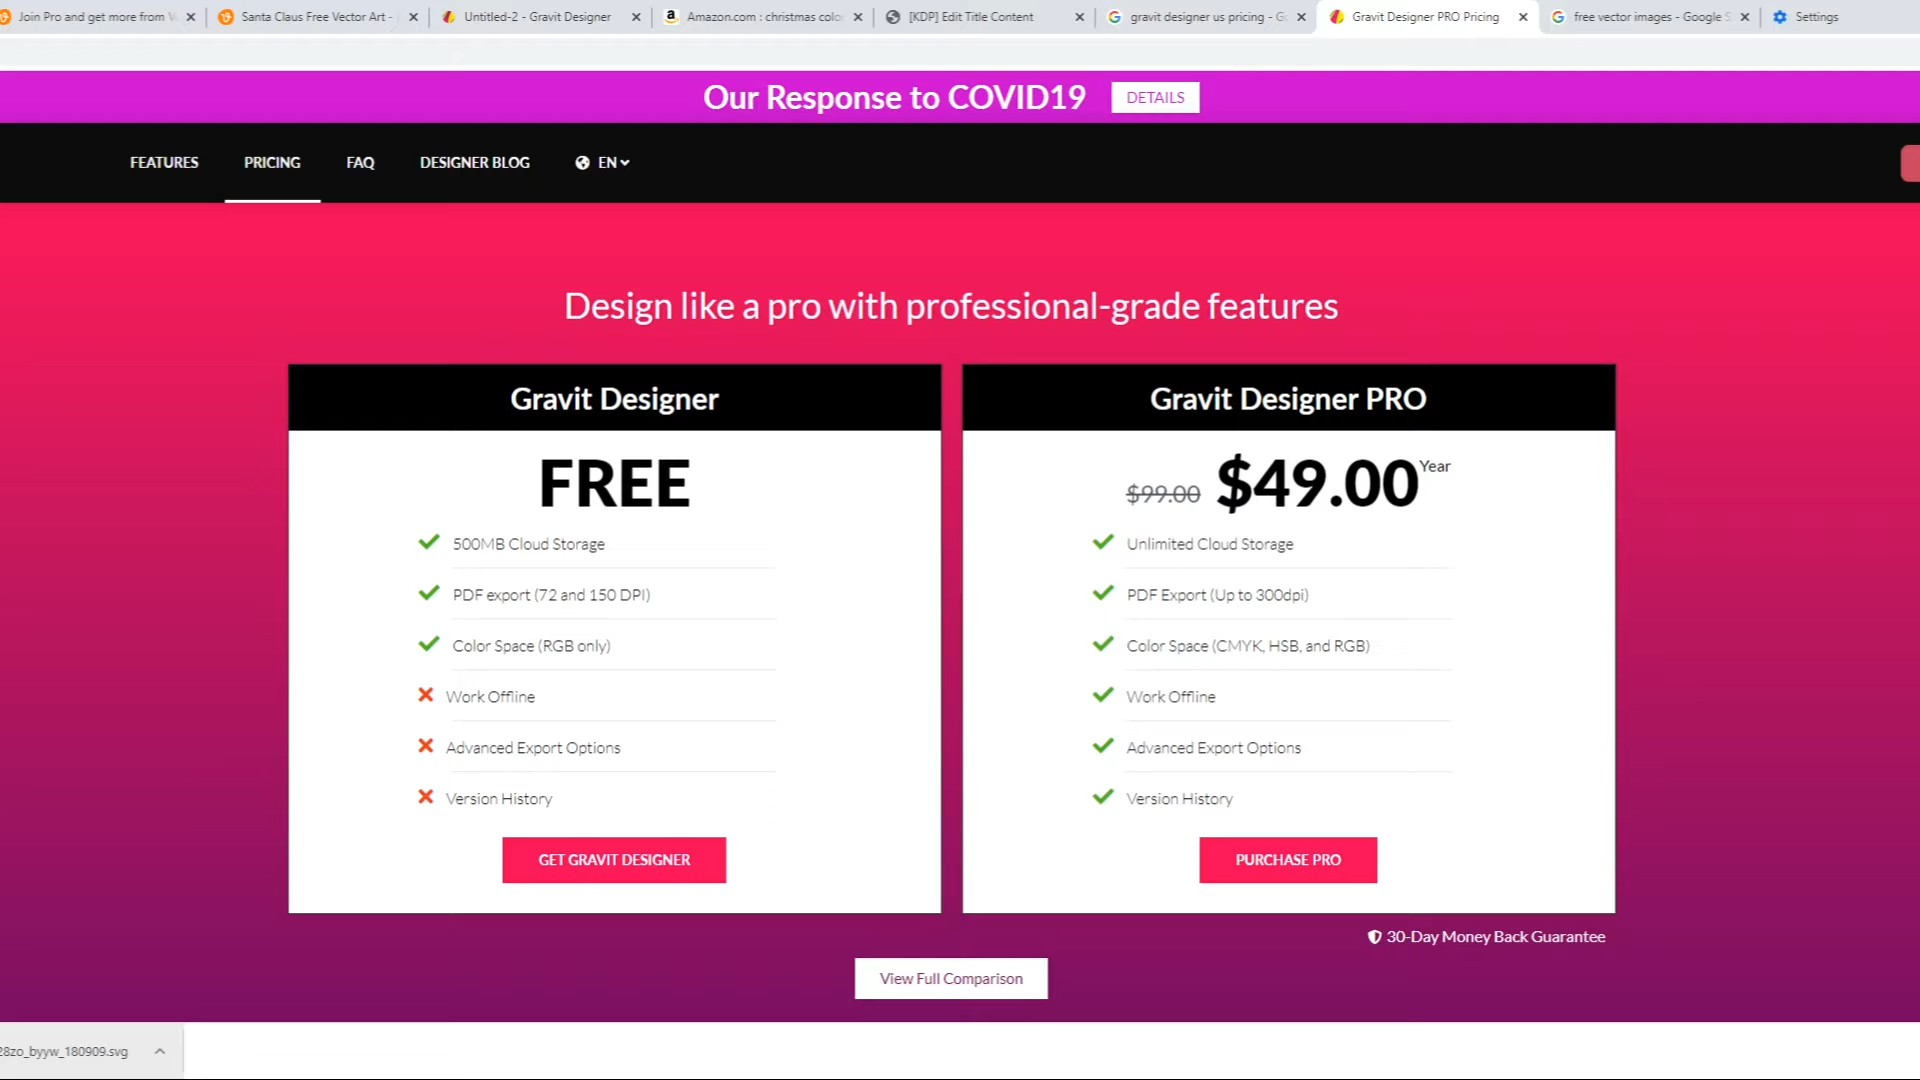 Join Pro and get more from V
Santa Claus Free Vector Art -
Untitled-2 - Gravit Designer
Amazon.com : christmas colo
[KDP] Edit Title Content
gravit designer us pricing - G
Gravit Designer PRO Pricing
free vector images - Google S
Settings
Our Response to COVID19
DETAILS
FEATURES
PRICING
FAQ
DESIGNER BLOG
EN
Design like a pro with professional-grade features
Gravit Designer
FREE
500MB Cloud Storage
PDF export (72 and 150 DPI)
Color Space (RGB only)
Work Offline
Advanced Export Options
Version History
GET GRAVIT DESIGNER
Gravit Designer PRO
$99.00 $49.00 Year
Unlimited Cloud Storage
PDF Export (Up to 300dpi)
Color Space (CMYK, HSB, and RGB)
Work Offline
Advanced Export Options
Version History
PURCHASE PRO
30-Day Money Back Guarantee
View Full Comparison
28zo_byyw_180909.svg